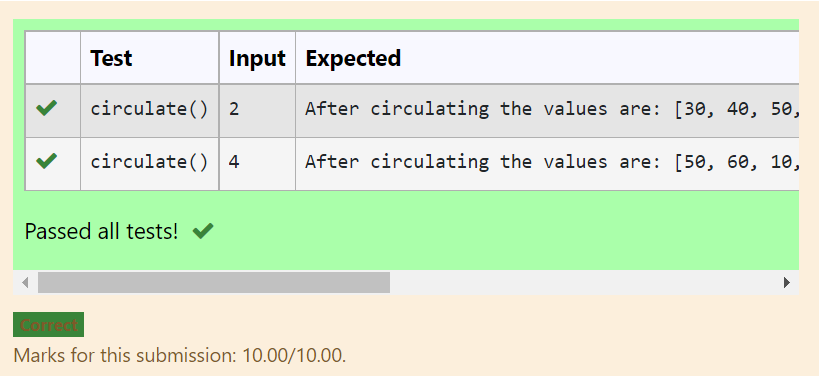 Test Input Expected
circulate() 2 After circulating the values are: [30, 40, 50,
circulate() 4 After circulating the values are: [50, 60, 10,
Passed all tests!
Correct
Marks for this submission: 10.00/10.00.